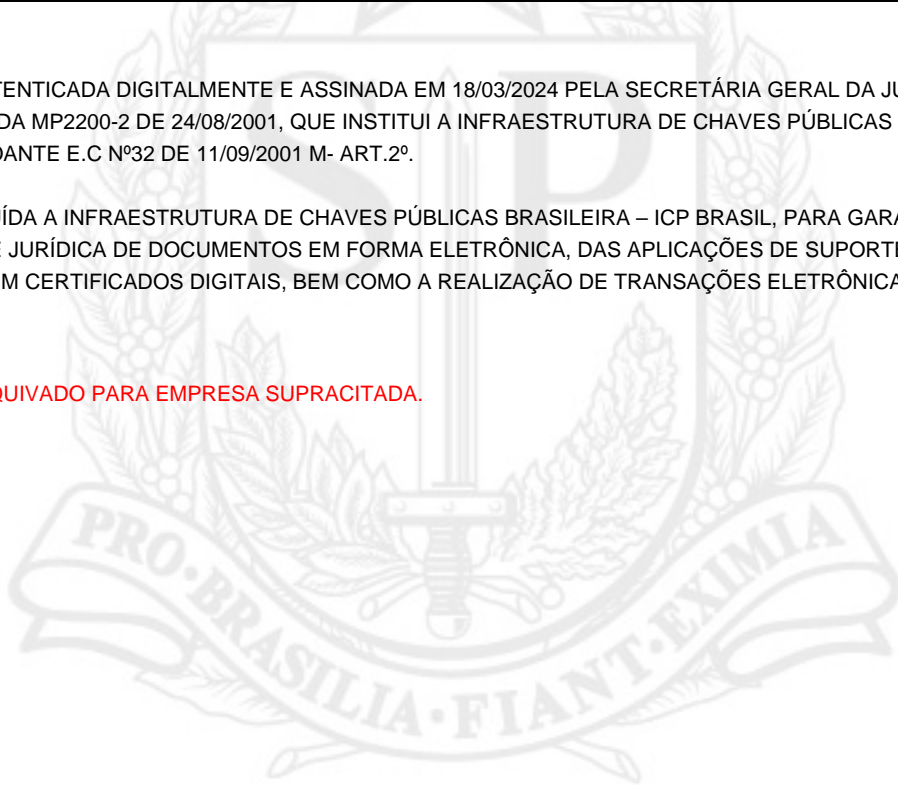 TENTICADA DIGITALMENTE E ASSINADA EM 18/03/2024 PELA SECRETÁRIA GERAL DA JU
DA MP2200-2 DE 24/08/2001, QUE INSTITUI A INFRAESTRUTURA DE CHAVES PÚBLICAS
DANTE E.C Nº32 DE 11/09/2001 M- ART.2º.
UÍDA A INFRAESTRUTURA DE CHAVES PÚBLICAS BRASILEIRA – ICP BRASIL, PARA GARA
E JURÍDICA DE DOCUMENTOS EM FORMA ELETRÔNICA, DAS APLICAÇÕES DE SUPORTE
M CERTIFICADOS DIGITAIS, BEM COMO A REALIZAÇÃO DE TRANSAÇÕES ELETRÔNICA
QUIVADO PARA EMPRESA SUPRACITADA.
SP
PRO·BRASILIA·FIANT·EXIMIA